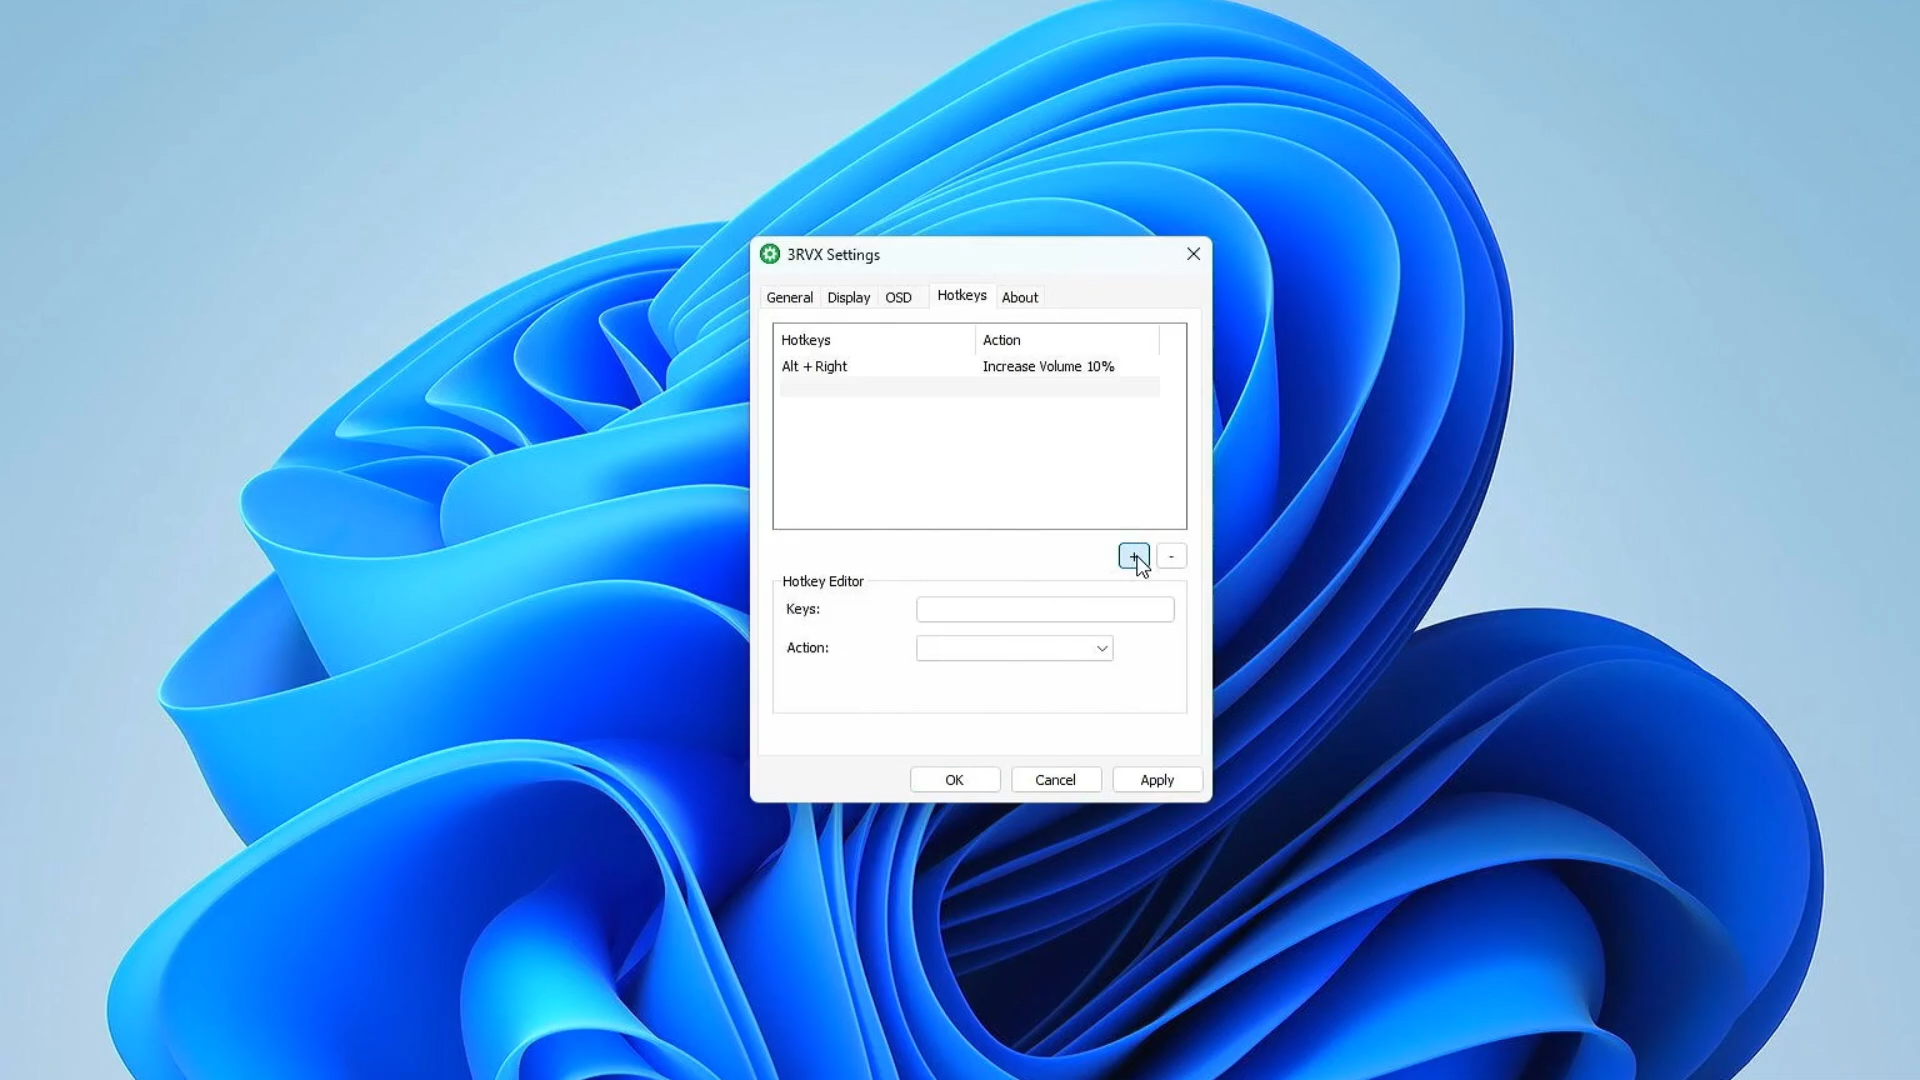 3RVX Settings
General Display OSD Hotkeys About
Hotkeys Action
Alt + Right Increase Volume 10%
+ -
Hotkey Editor
Keys:
Action:
OK Cancel Apply